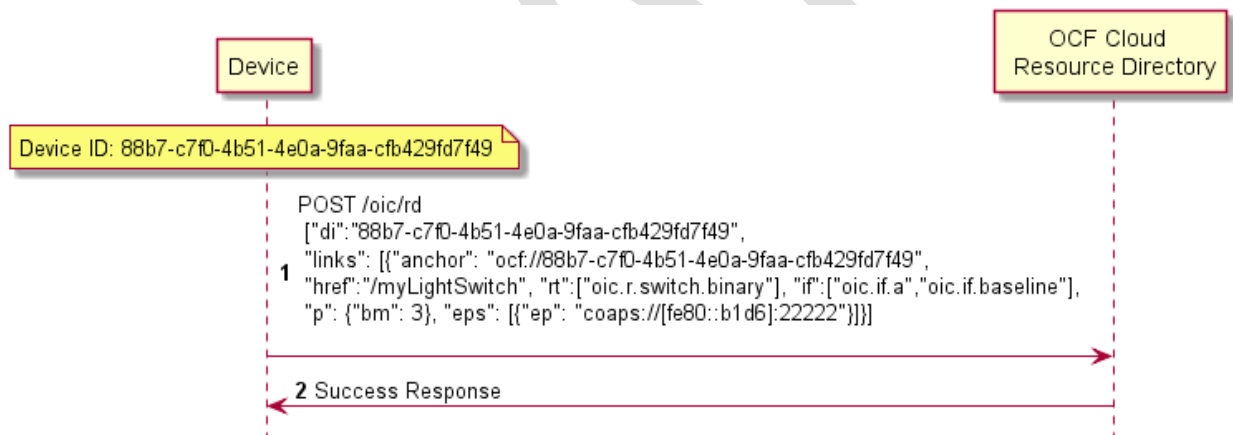 Device
OCF Cloud
Resource Directory
Device ID: 88b7-c7f0-4b51-4e0a-9faa-cfb429fd7f49
POST /oic/rd
["di":"88b7-c7f0-4b51-4e0a-9faa-cfb429fd7f49",
"links": [{"anchor": "ocf://88b7-c7f0-4b51-4e0a-9faa-cfb429fd7f49",
1 "href":"/myLightSwitch", "rt":["oic.r.switch.binary"], "if":["oic.if.a","oic.if.baseline"],
"p": {"bm": 3}, "eps": [{"ep": "coaps://[fe80::b1d6]:22222"}]}]
2 Success Response